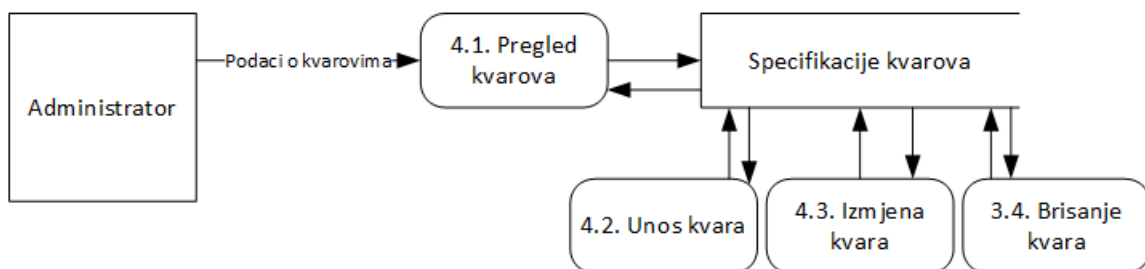 Administrator
Podaci o kvarovima
4.1. Pregled
kvarova
Specifikacije kvarova
4.2. Unos kvara
4.3. Izmjena
kvara
3.4. Brisanje
kvara